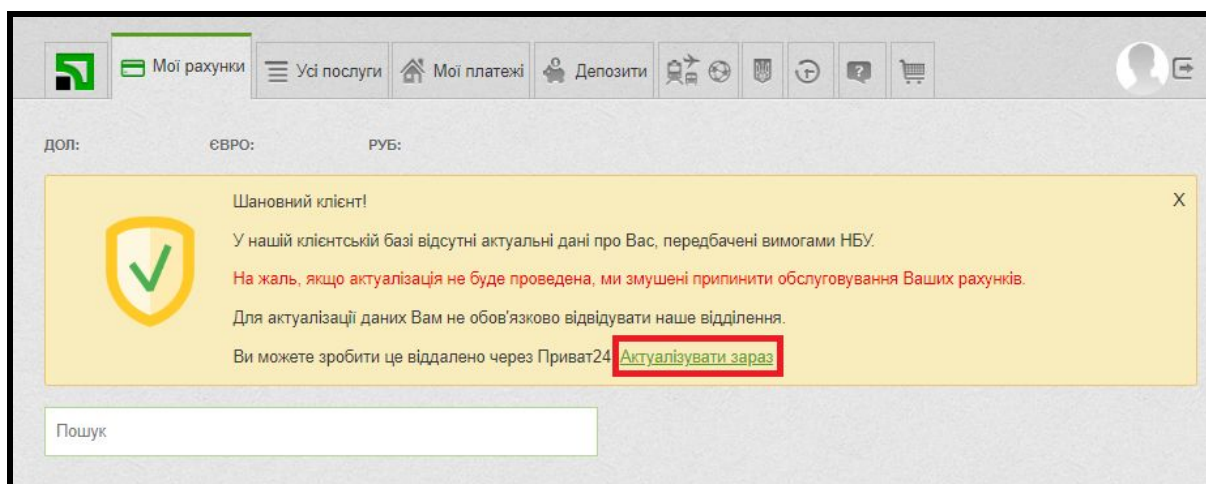 Мої рахунки Усі послуги Мої платежі Депозити
ДОЛ: ЄВРО: РУБ:
Шановний клієнт! X
У нашій клієнтській базі відсутні актуальні дані про Вас, передбачені вимогами НБУ.
На жаль, якщо актуалізація не буде проведена, ми змушені припинити обслуговування Ваших рахунків.
Для актуалізації даних Вам не обов'язково відвідувати наше відділення.
Ви можете зробити це віддалено через Приват24 Актуалізувати зараз
Пошук